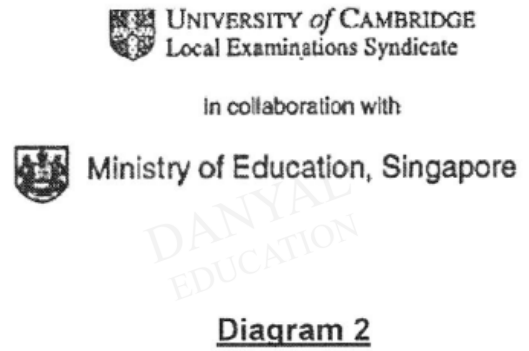 UNIVERSITY of CAMBRIDGE
Local Examinations Syndicate
in collaboration with
Ministry of Education, Singapore
DANYAL
EDUCATION
Diagram 2